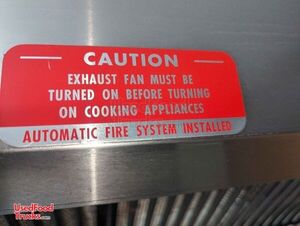 CAUTION
EXHAUST FAN MUST BE
TURNED ON BEFORE TURNING
ON COOKING APPLIANCES
AUTOMATIC FIRE SYSTEM INSTALLED
UsedFood
Trucks.com